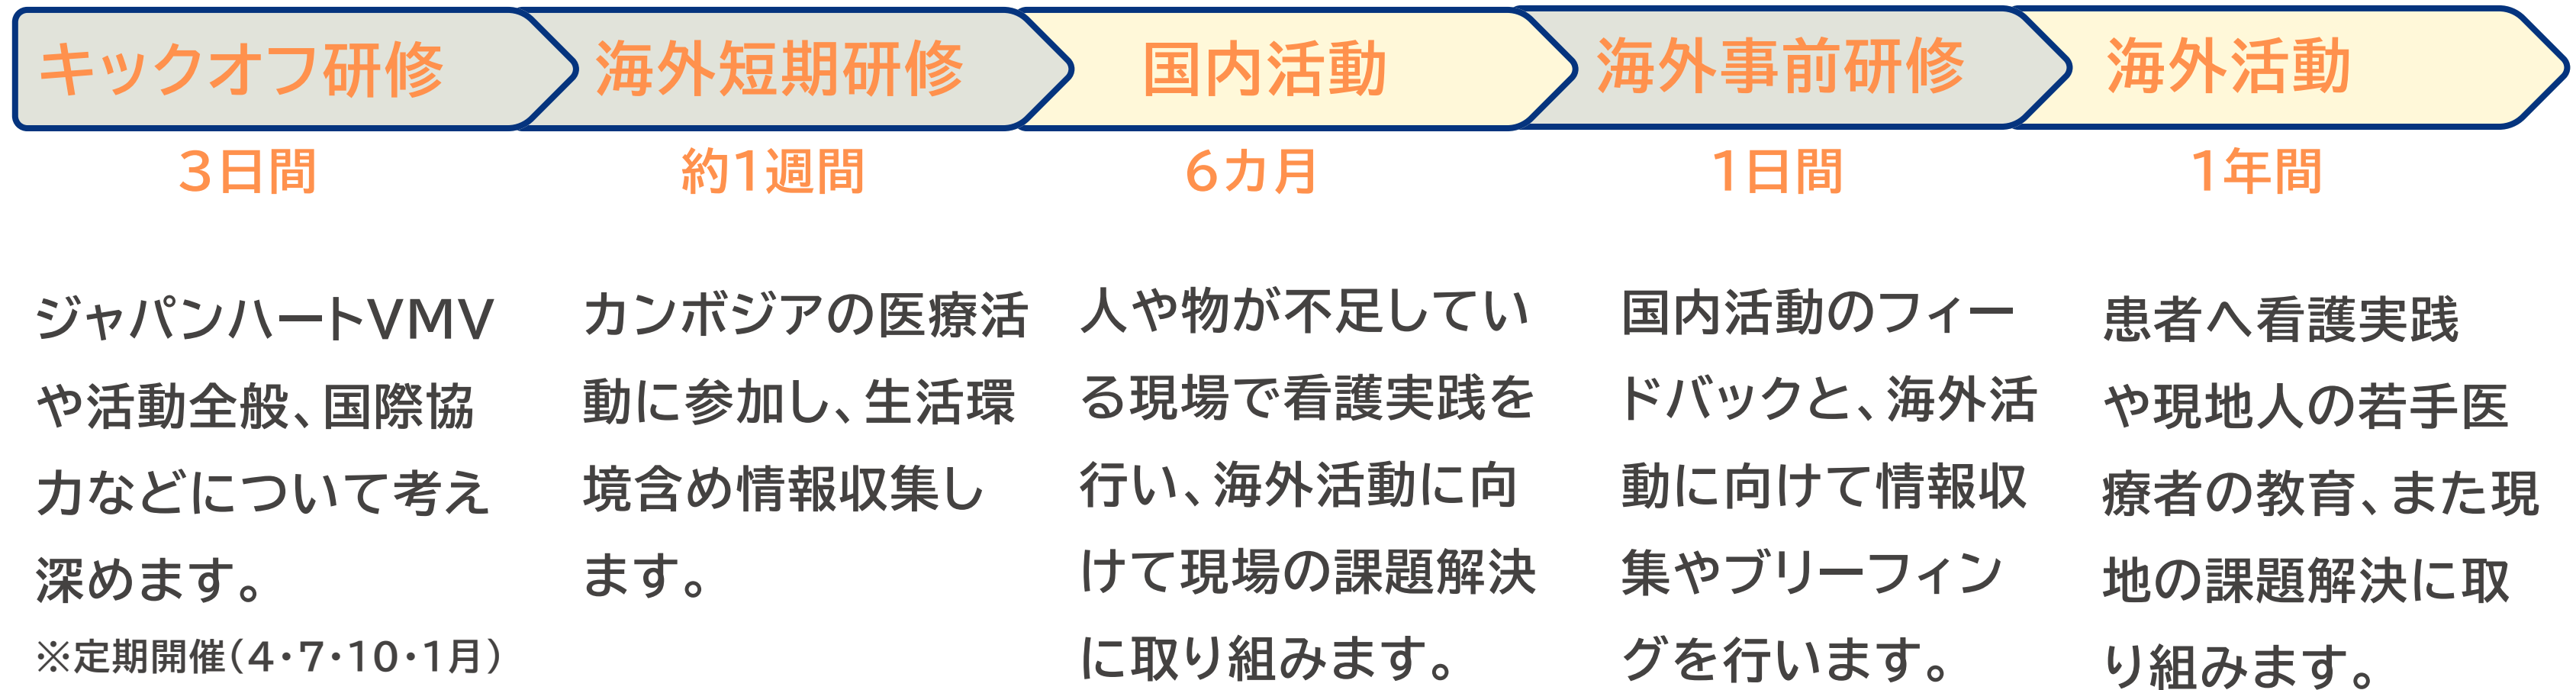 キックオフ研修
3日間
ジャパンハートVMV
や活動全般、国際協
力などについて考え
深めます。
※定期開催(4・7・10・1月)
海外短期研修
約1週間
カンボジアの医療活
動に参加し、生活環
境含め情報収集し
ます。
国内活動
6カ月
人や物が不足してい
る現場で看護実践を
行い、海外活動に向
けて現場の課題解決
に取り組みます。
海外事前研修
1日間
国内活動のフィー
ドバックと、海外活
動に向けて情報収
集やブリーフィン
グを行います。
海外活動
1年間
患者へ看護実践
や現地人の若手医
療者の教育、また現
地の課題解決に取
り組みます。